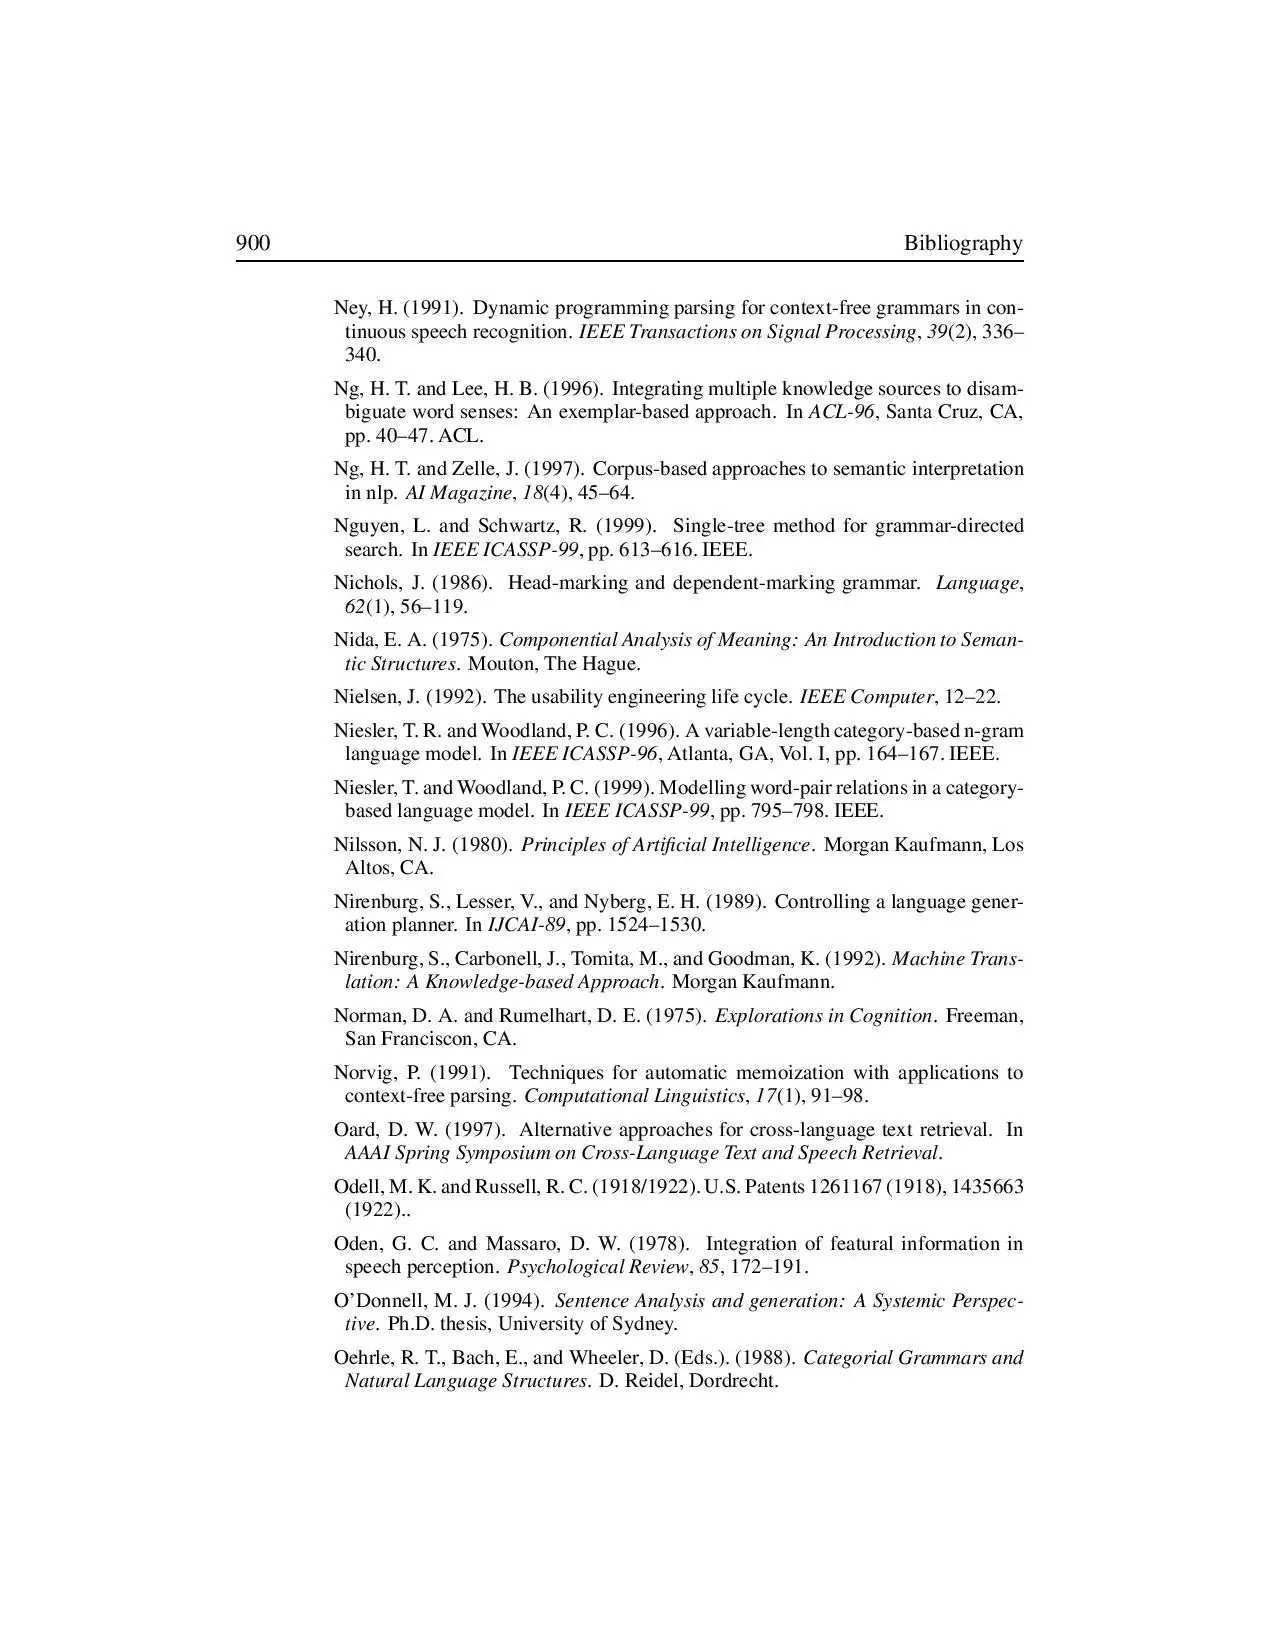 900 Bibliography
Ney, H. (1991). Dynamic programming parsing for context-free grammars in con-
tinuous speech recognition. IEEE Transactions on Signal Processing, 39(2), 336–
340.
Ng, H. T. and Lee, H. B. (1996). Integrating multiple knowledge sources to disam-
biguate word senses: An exemplar-based approach. In ACL-96, Santa Cruz, CA,
pp. 40–47. ACL.
Ng, H. T. and Zelle, J. (1997). Corpus-based approaches to semantic interpretation
in nlp. AI Magazine, 18(4), 45–64.
Nguyen, L. and Schwartz, R. (1999). Single-tree method for grammar-directed
search. In IEEE ICASSP-99, pp. 613–616. IEEE.
Nichols, J. (1986). Head-marking and dependent-marking grammar. Language,
62(1), 56–119.
Nida, E. A. (1975). Componential Analysis of Meaning: An Introduction to Seman-
tic Structures. Mouton, The Hague.
Nielsen, J. (1992). The usability engineering life cycle. IEEE Computer, 12–22.
Niesler, T. R. and Woodland, P. C. (1996). A variable-length category-based n-gram
language model. In IEEE ICASSP-96, Atlanta, GA, Vol. I, pp. 164–167. IEEE.
Niesler, T. and Woodland, P. C. (1999). Modelling word-pair relations in a category-
based language model. In IEEE ICASSP-99, pp. 795–798. IEEE.
Nilsson, N. J. (1980). Principles of Artificial Intelligence. Morgan Kaufmann, Los
Altos, CA.
Nirenburg, S., Lesser, V., and Nyberg, E. H. (1989). Controlling a language gener-
ation planner. In IJCAI-89, pp. 1524–1530.
Nirenburg, S., Carbonell, J., Tomita, M., and Goodman, K. (1992). Machine Trans-
lation: A Knowledge-based Approach. Morgan Kaufmann.
Norman, D. A. and Rumelhart, D. E. (1975). Explorations in Cognition. Freeman,
San Franciscon, CA.
Norvig, P. (1991). Techniques for automatic memoization with applications to
context-free parsing. Computational Linguistics, 17(1), 91–98.
Oard, D. W. (1997). Alternative approaches for cross-language text retrieval. In
AAAI Spring Symposium on Cross-Language Text and Speech Retrieval.
Odell, M. K. and Russell, R. C. (1918/1922). U.S. Patents 1261167 (1918), 1435663
(1922)..
Oden, G. C. and Massaro, D. W. (1978). Integration of featural information in
speech perception. Psychological Review, 85, 172–191.
O’Donnell, M. J. (1994). Sentence Analysis and generation: A Systemic Perspec-
tive. Ph.D. thesis, University of Sydney.
Oehrle, R. T., Bach, E., and Wheeler, D. (Eds.). (1988). Categorial Grammars and
Natural Language Structures. D. Reidel, Dordrecht.